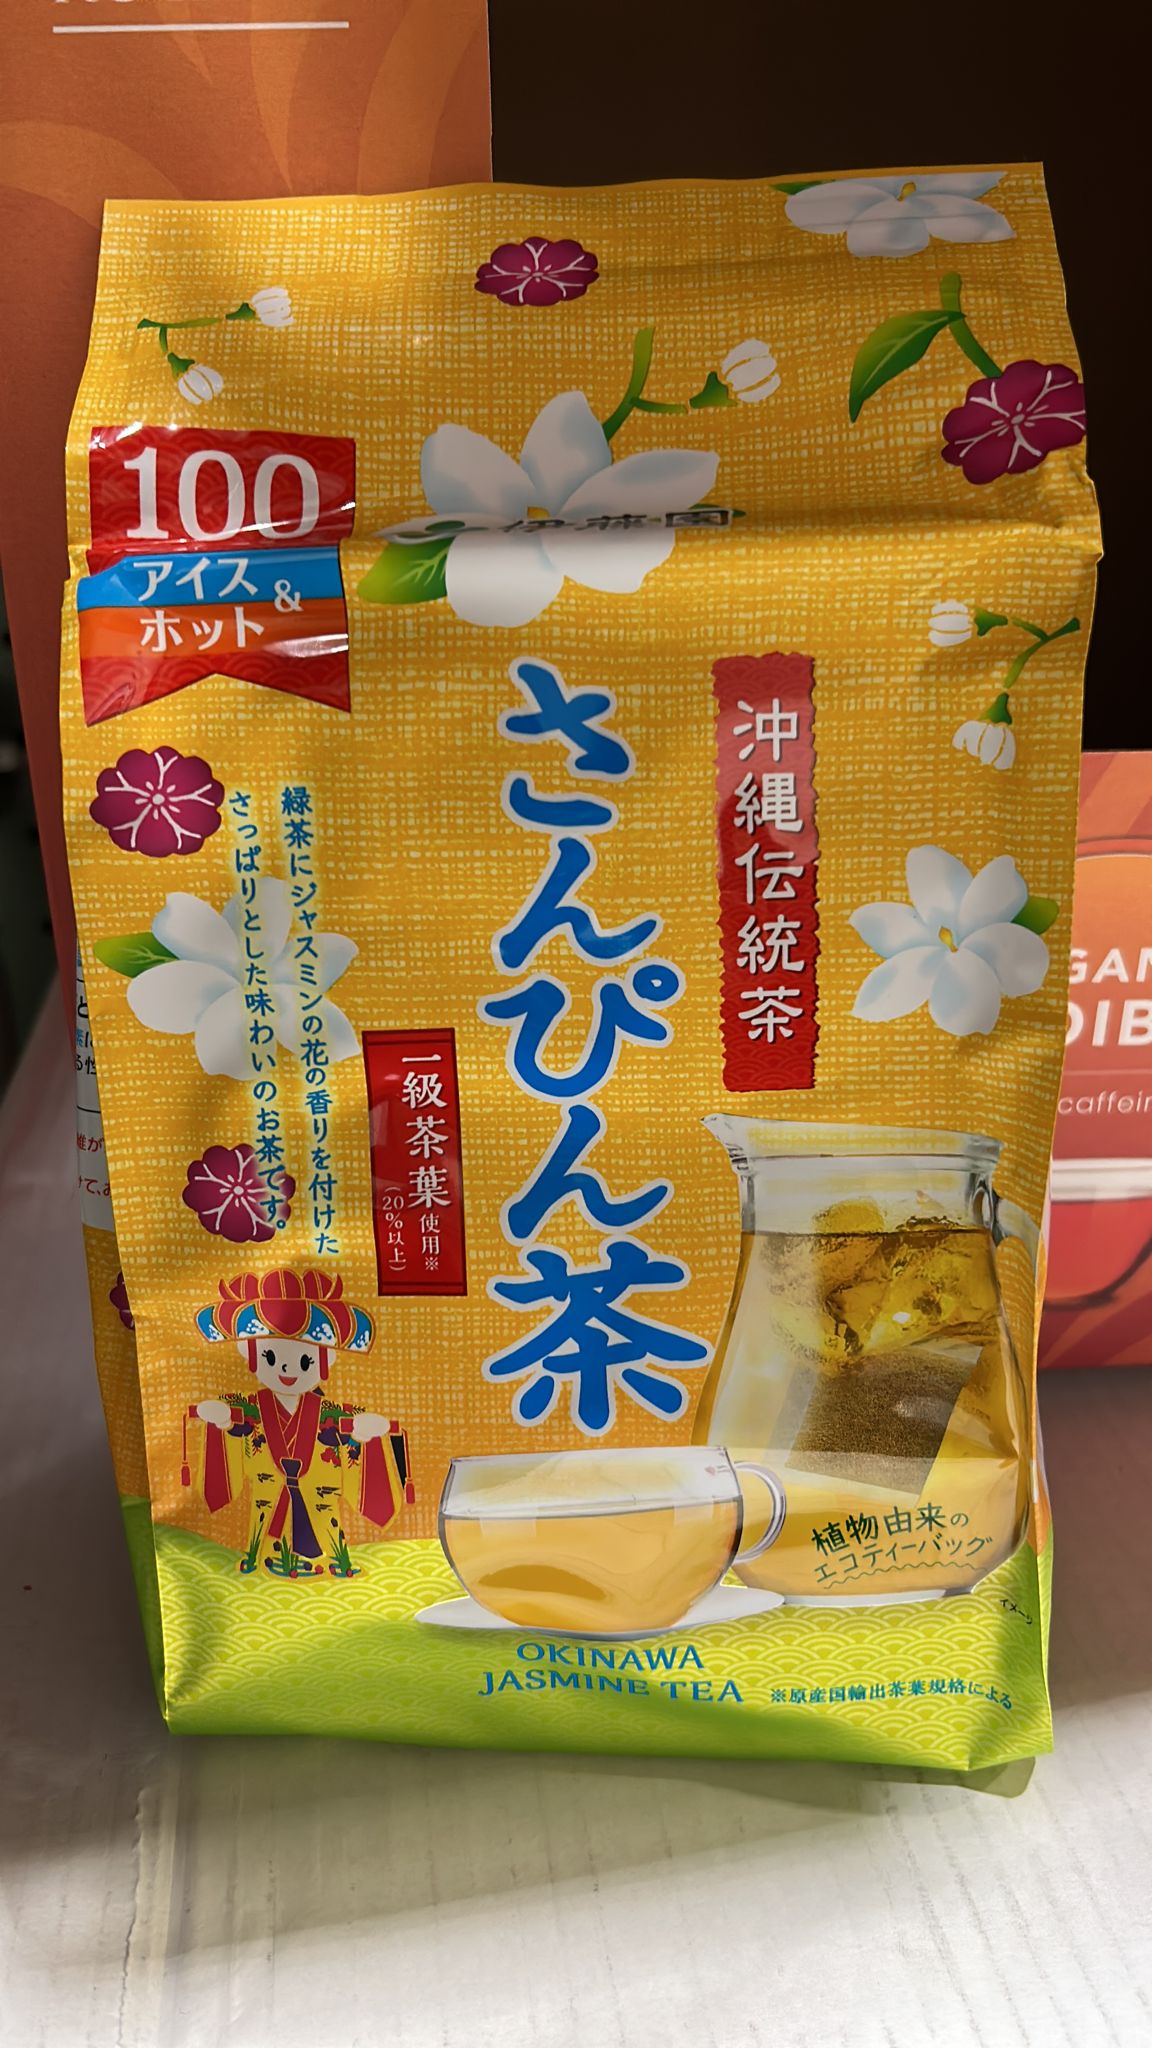 100
アイス
&
ホット
伊藤園
沖縄伝統茶
さんぴん茶
緑茶にジャスミンの花の香りを付けた
さっぱりとした味わいのお茶です。
一級茶葉使用※
(20%以上)
植物由来の
エコティーバッグ
イメージ
OKINAWA
JASMINE TEA
※原産国輸出茶葉規格による